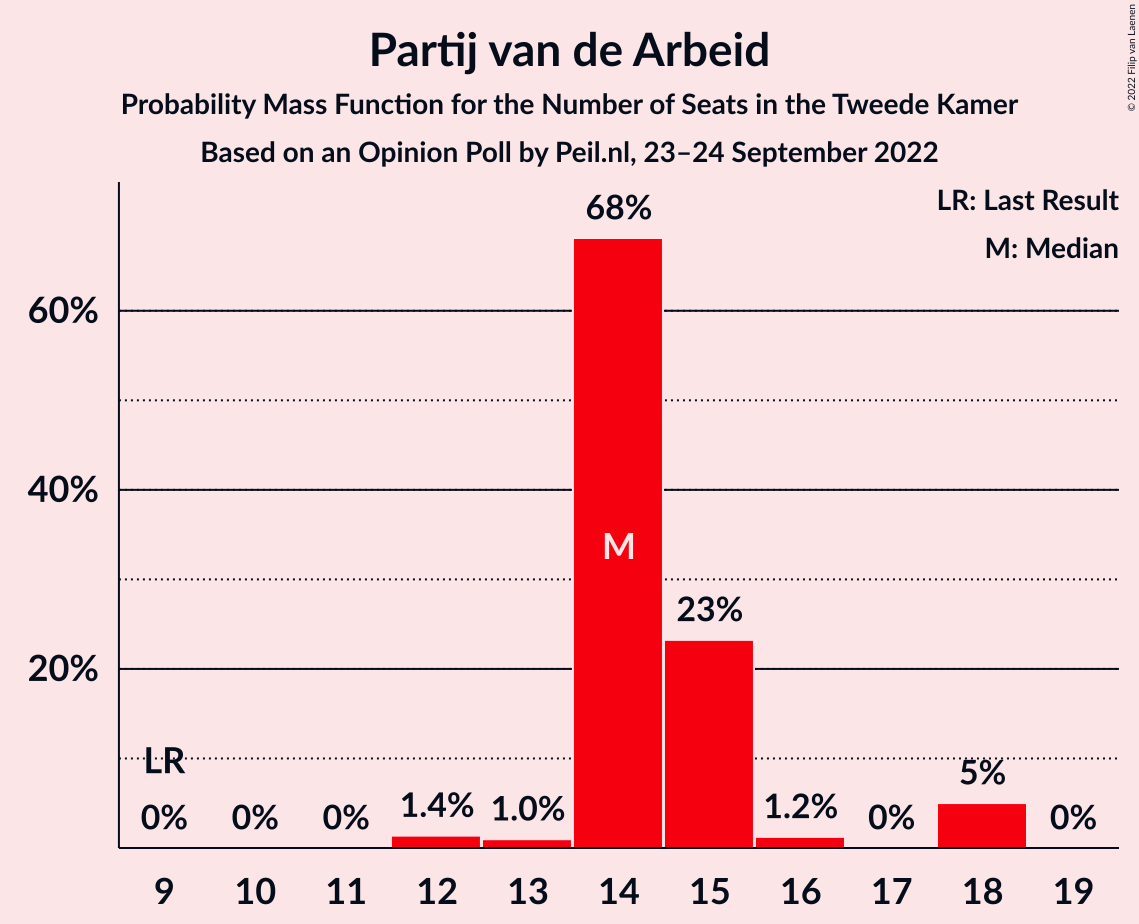 Partij van de Arbeid
Probability Mass Function for the Number of Seats in the Tweede Kamer
Based on an Opinion Poll by Peil.nl, 23–24 September 2022
© 2022 Filip van Laenen
LR: Last Result
M: Median
68%
60%
40%
M
23%
20%
LR
5%
0% 0% 0% 1.4% 1.0% 1.2% 0% 0%
9 10 11 12 13 14 15 16 17 18 19